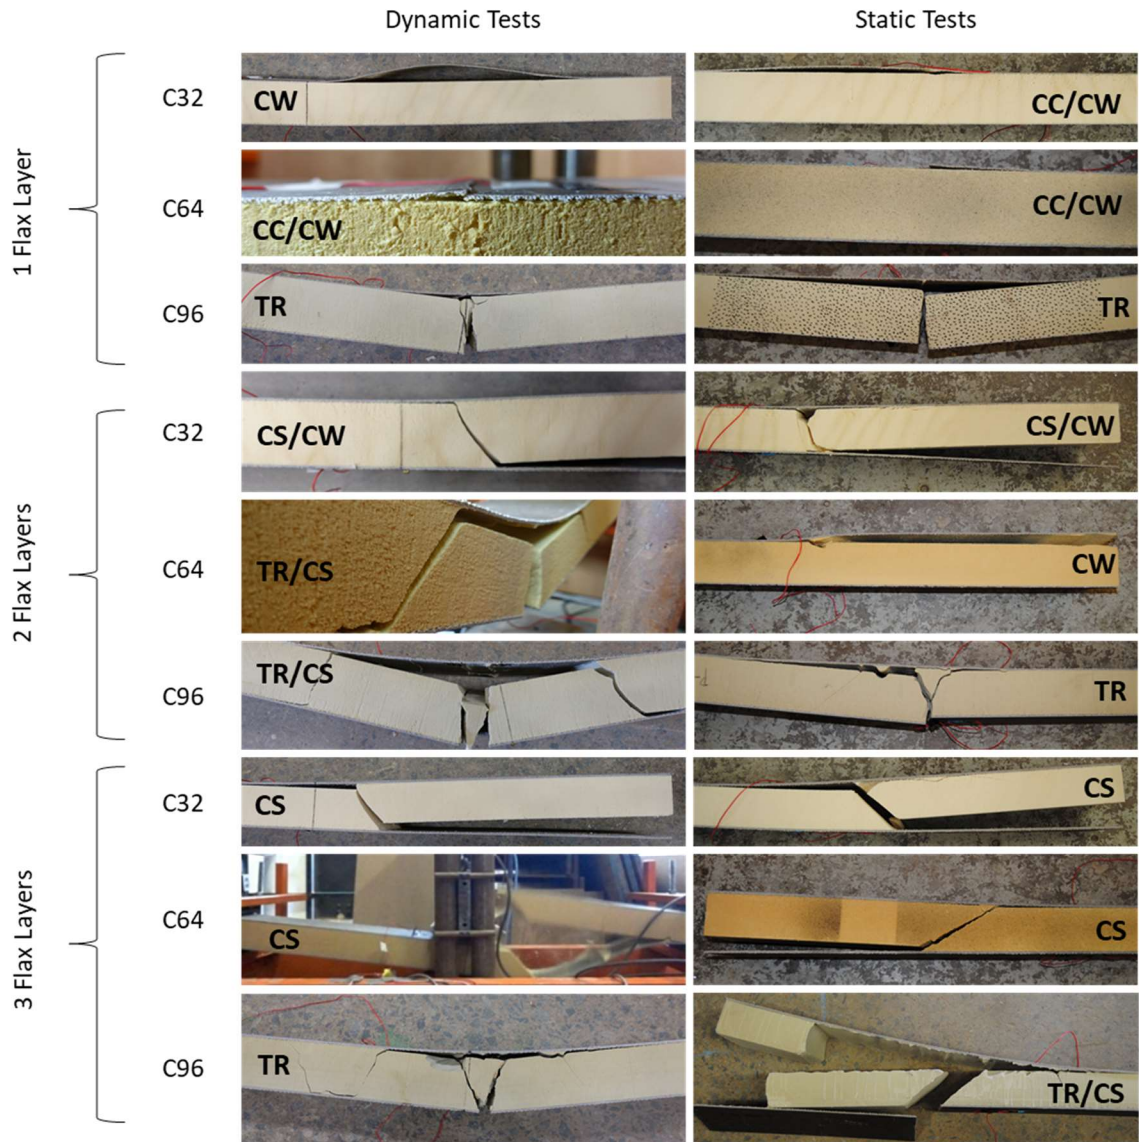 Dynamic Tests
Static Tests
1 Flax Layer
C32
CW
CC/CW
C64
CC/CW
CC/CW
C96
TR
TR
2 Flax Layers
C32
CS/CW
CS/CW
C64
TR/CS
CW
C96
TR/CS
TR
3 Flax Layers
C32
CS
CS
C64
CS
CS
C96
TR
TR/CS